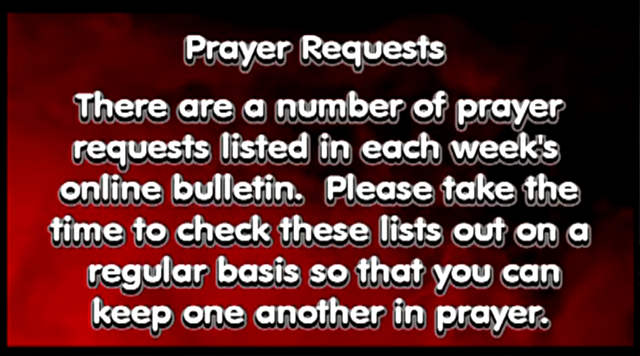 Prayer Requests
There are a number of prayer
requests listed in each week's
online bulletin.  Please take the
time to check these lists out on a
regular basis so that you can
keep one another in prayer.